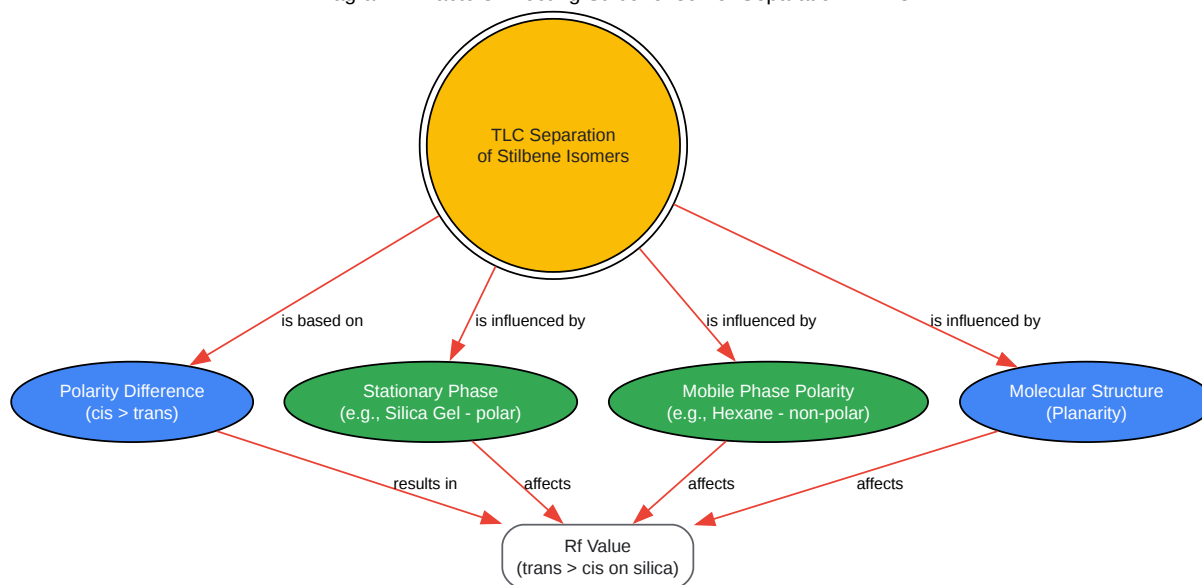 Separation
TLC Separation
of Stilbene Isomers
is based on
is influenced by
is influenced by
is influenced by
Polarity Difference
(cis > trans)
Stationary Phase
(e.g., Silica Gel - polar)
Mobile Phase Polarity
(e.g., Hexane - non-polar)
Molecular Structure
(Planarity)
results in
affects
affects
affects
Rf Value
(trans > cis on silica)